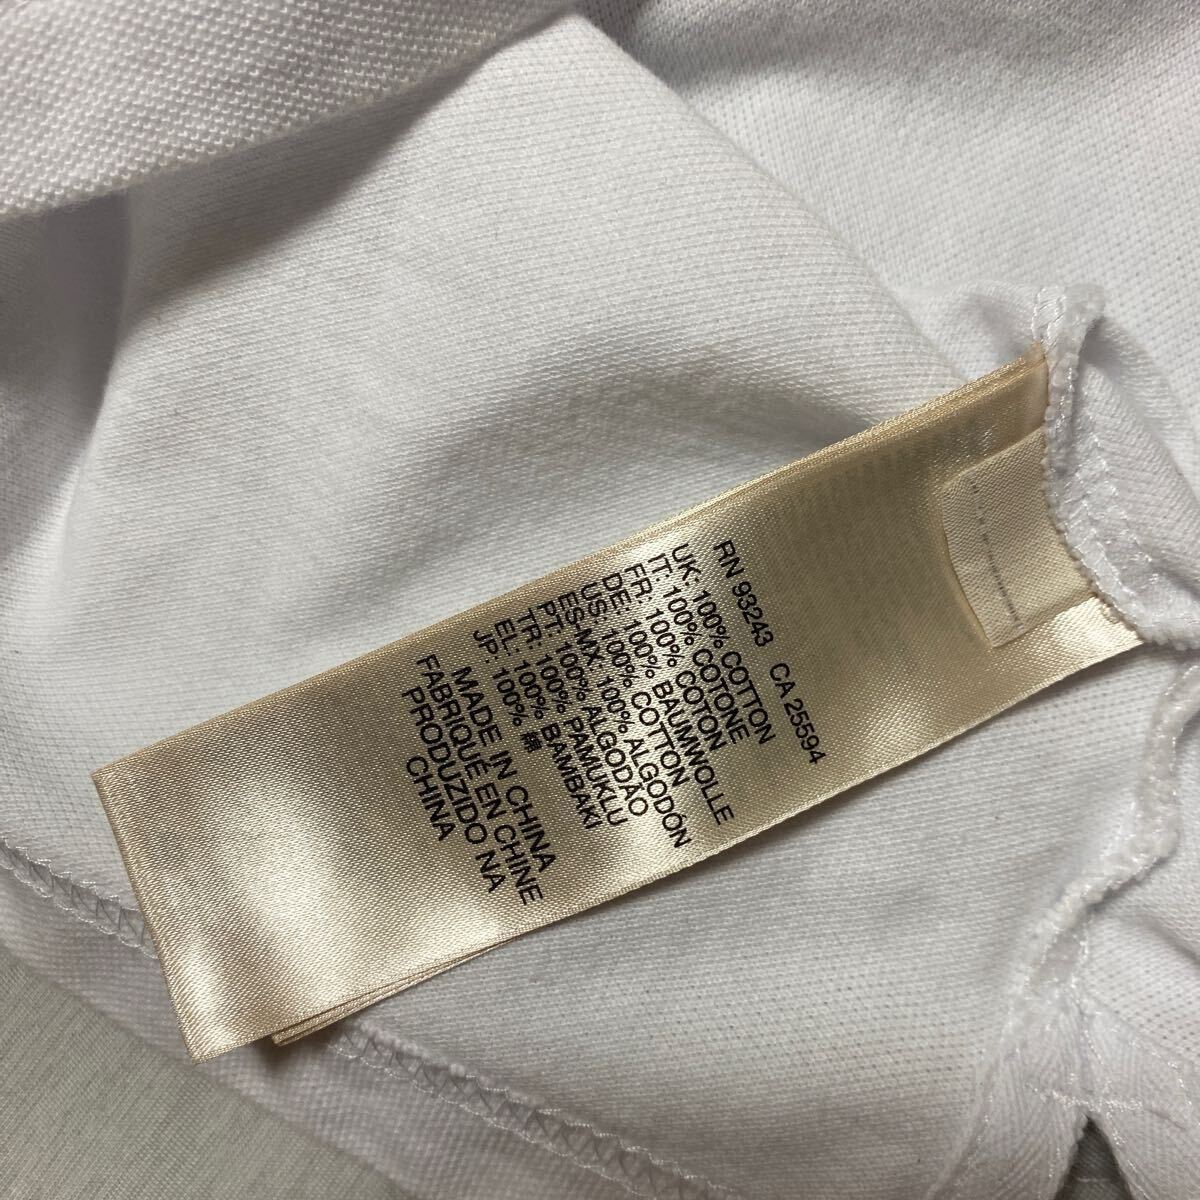 RN 93243 CA 25594
UK: 100% COTTON
IT: 100% COTONE
FR: 100% COTON
DE: 100% BAUMWOLLE
US: 100% COTTON
ES-MX: 100% ALGODÓN
PT: 100% ALGODÃO
TR: 100% PAMUKLU
EL: 100% BAMBAKI
JP: 100% 綿
MADE IN CHINA
FABRIQUÉ EN CHINE
PRODUZIDO NA
CHINA